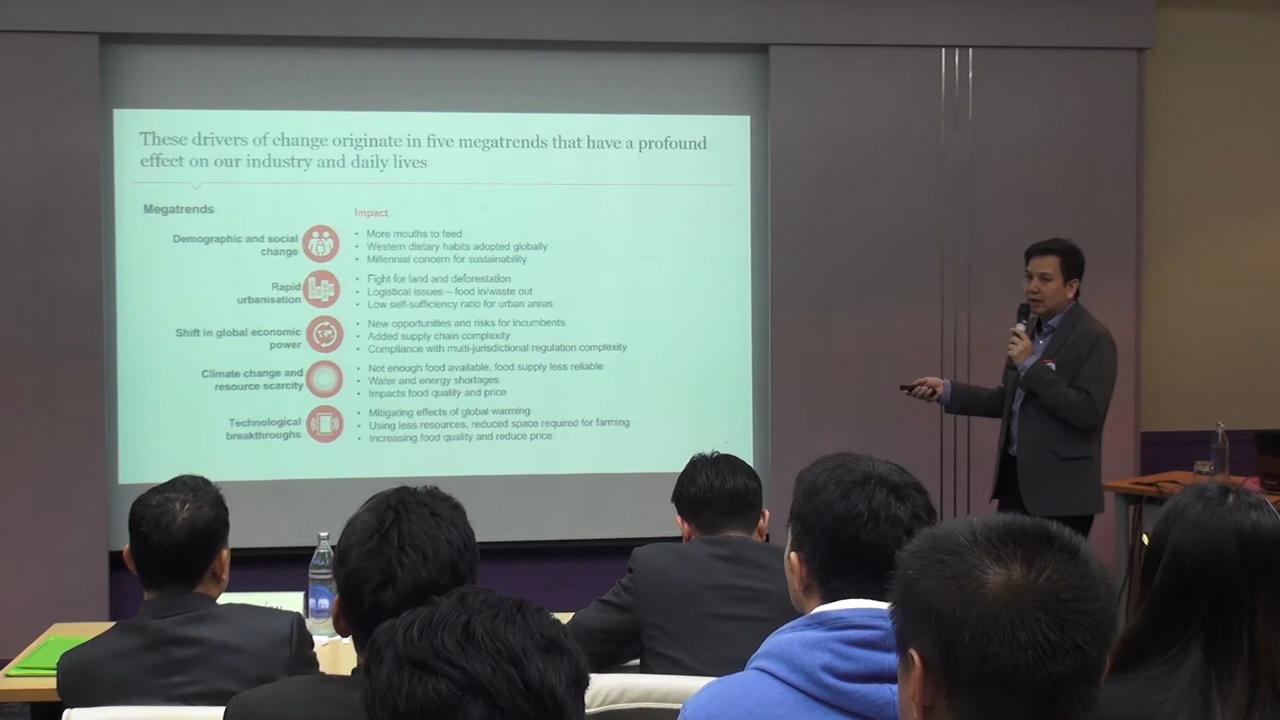 These drivers of change originate in five megatrends that have a profound
effect on our industry and daily lives
Megatrends
Impact
Demographic and social
change
• More mouths to feed
• Western dietary habits adopted globally
• Millennial concern for sustainability
Rapid
urbanisation
• Fight for land and deforestation
• Logistical issues – food in/waste out
• Low self-sufficiency ratio for urban areas
Shift in global economic
power
• New opportunities and risks for incumbents
• Added supply chain complexity
• Compliance with multi-jurisdictional regulation complexity
Climate change and
resource scarcity
• Not enough food available, food supply less reliable
• Water and energy shortages
• Impacts food quality and price
Technological
breakthroughs
• Mitigating effects of global warming
• Using less resources, reduced space required for farming
• Increasing food quality and reduce price